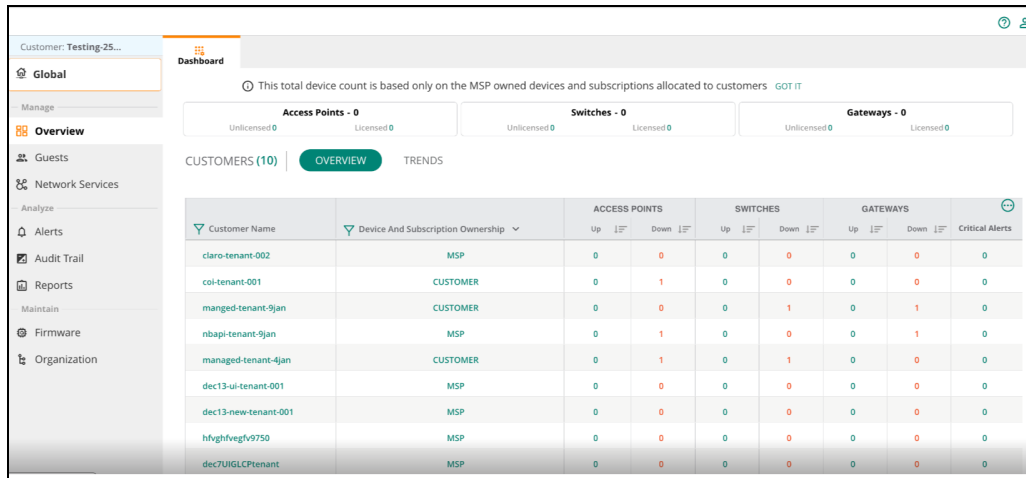 Customer: Testing-25...
Dashboard
Global
This total device count is based only on the MSP owned devices and subscriptions allocated to customers GOT IT
Manage
Access Points - 0 Switches - 0 Gateways - 0
Unlicensed 0 Licensed 0 Unlicensed 0 Licensed 0 Unlicensed 0 Licensed 0
Overview
Guests
CUSTOMERS (10) OVERVIEW TRENDS
Network Services
Analyze
Alerts
Audit Trail
Reports
Maintain
Firmware
Organization
ACCESS POINTS SWITCHES GATEWAYS
Customer Name Device And Subscription Ownership Up Down Up Down Up Down Critical Alerts
claro-tenant-002 MSP 0 0 0 0 0 0 0
coi-tenant-001 CUSTOMER 0 1 0 0 0 0 0
manged-tenant-9jan CUSTOMER 0 0 0 1 0 1 0
nbapi-tenant-9jan MSP 0 1 0 0 0 1 0
managed-tenant-4jan CUSTOMER 0 1 0 1 0 0 0
dec13-ui-tenant-001 MSP 0 0 0 0 0 0 0
dec13-new-tenant-001 MSP 0 0 0 0 0 0 0
hfvghfvegfv9750 MSP 0 0 0 0 0 0 0
dec7UIGLCPtenant MSP 0 0 0 0 0 0 0